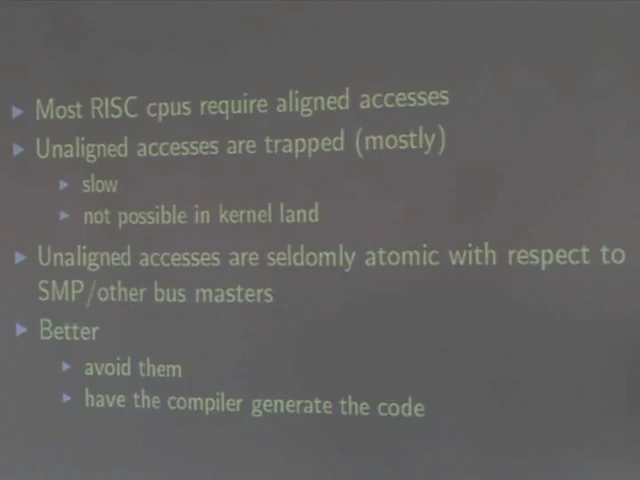 Most RISC cpus require aligned accesses
Unaligned accesses are trapped (mostly)
slow
not possible in kernel land
Unaligned accesses are seldomly atomic with respect to
SMP/other bus masters
Better
avoid them
have the compiler generate the code